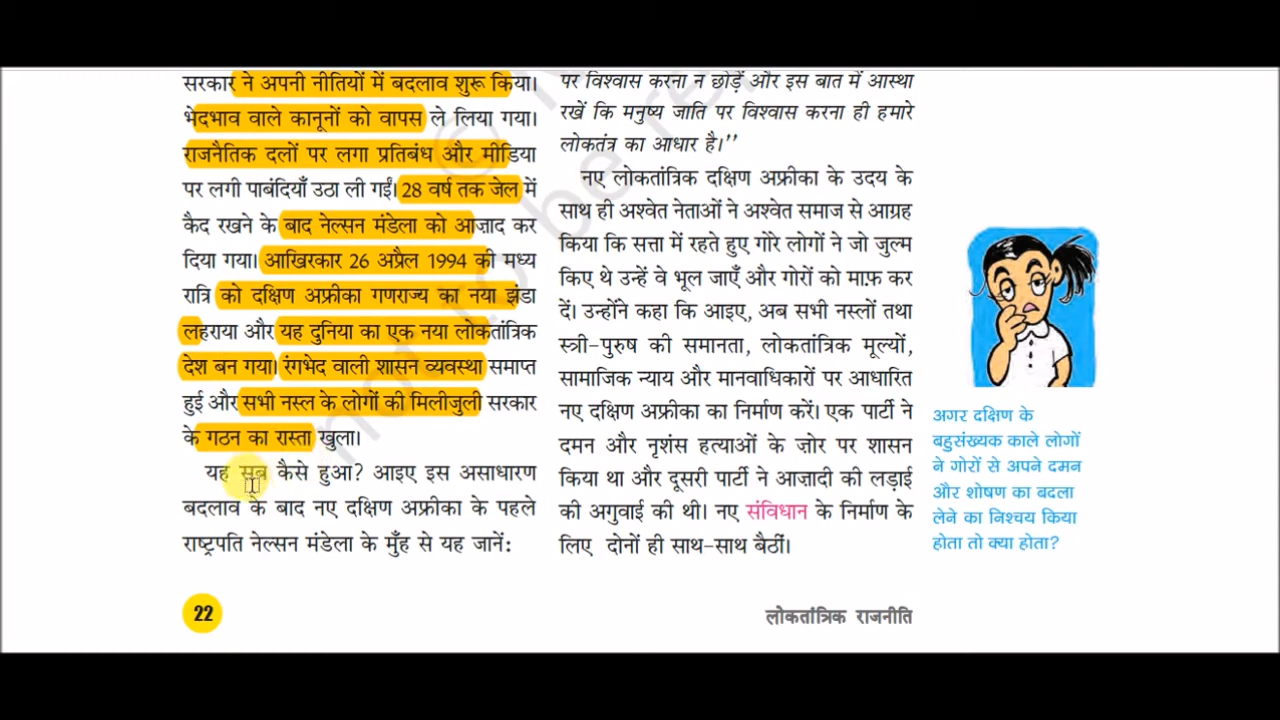 सरकार ने अपनी नीतियों में बदलाव शुरू किया।
भेदभाव वाले कानूनों को वापस ले लिया गया।
राजनैतिक दलों पर लगा प्रतिबंध और मीडिया
पर लगी पाबंदियाँ उठा ली गईं। 28 वर्ष तक जेल में
कैद रखने के बाद नेल्सन मंडेला को आजाद कर
दिया गया। आखिरकार 26 अप्रैल 1994 की मध्य
रात्रि को दक्षिण अफ्रीका गणराज्य का नया झंडा
लहराया और यह दुनिया का एक नया लोकतांत्रिक
देश बन गया। रंगभेद वाली शासन व्यवस्था समाप्त
हुई और सभी नस्ल के लोगों की मिलीजुली सरकार
के गठन का रास्ता खुला।
यह सब कैसे हुआ? आइए इस असाधारण
बदलाव के बाद नए दक्षिण अफ्रीका के पहले
राष्ट्रपति नेल्सन मंडेला के मुँह से यह जानें:
22
पर विश्वास करना न छोड़ें और इस बात में आस्था
रखें कि मनुष्य जाति पर विश्वास करना ही हमारे
लोकतंत्र का आधार है।”
नए लोकतांत्रिक दक्षिण अफ्रीका के उदय के
साथ ही अश्वेत नेताओं ने अश्वेत समाज से आग्रह
किया कि सत्ता में रहते हुए गोरे लोगों ने जो जुल्म
किए थे उन्हें वे भूल जाएँ और गोरों को माफ़ कर
दें। उन्होंने कहा कि आइए, अब सभी नस्लों तथा
स्त्री-पुरुष की समानता, लोकतांत्रिक मूल्यों,
सामाजिक न्याय और मानवाधिकारों पर आधारित
नए दक्षिण अफ्रीका का निर्माण करें। एक पार्टी ने
दमन और नृशंस हत्याओं के ज़ोर पर शासन
किया था और दूसरी पार्टी ने आज़ादी की लड़ाई
की अगुवाई की थी। नए संविधान के निर्माण के
लिए दोनों ही साथ-साथ बैठीं।
लोकतांत्रिक राजनीति
अगर दक्षिण के
बहुसंख्यक काले लोगों
ने गोरों से अपने दमन
और शोषण का बदला
लेने का निश्चय किया
होता तो क्या होता?
not to be re